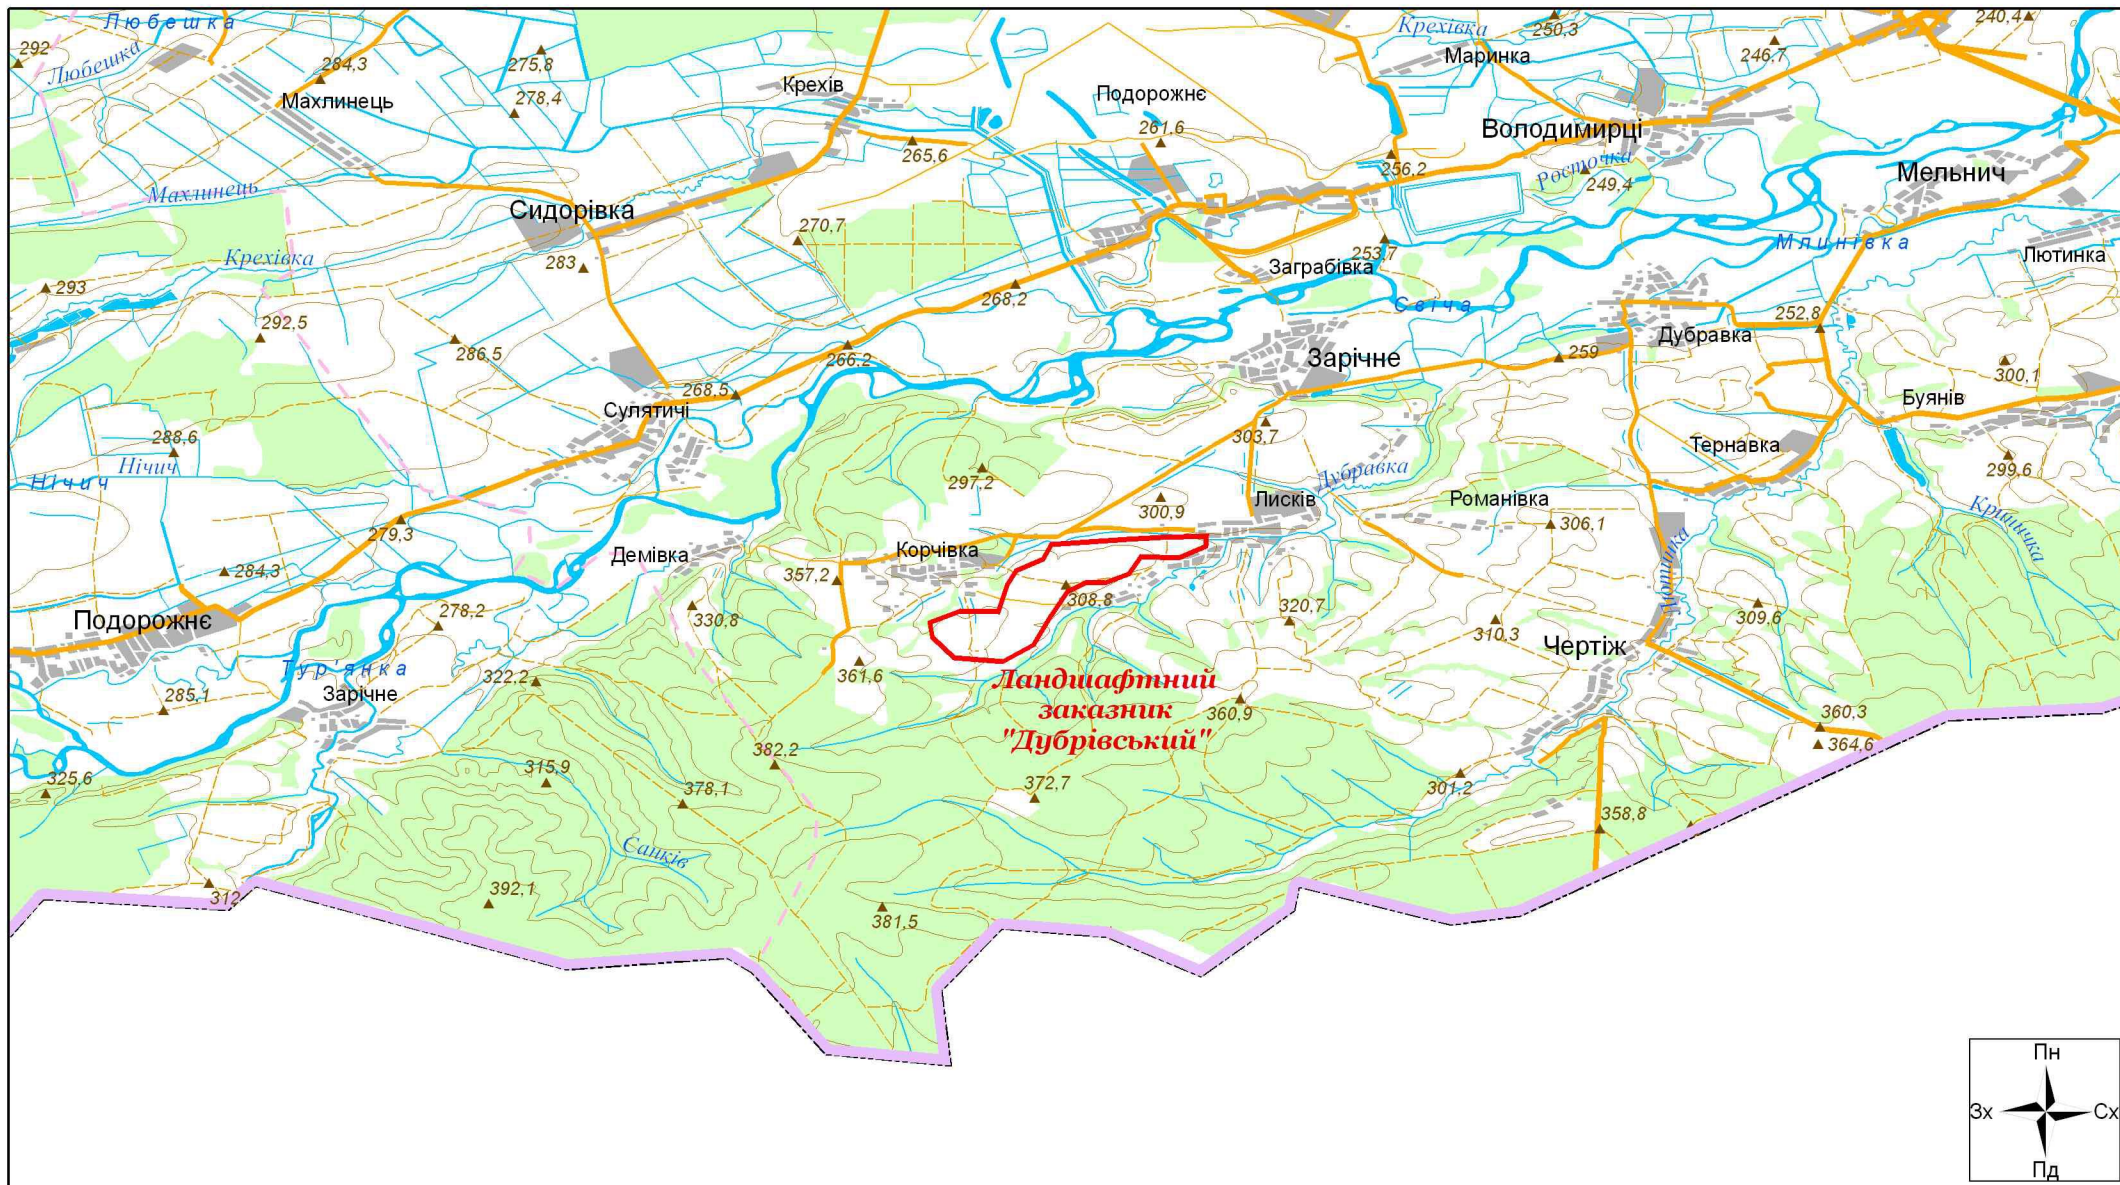 Любешка
Крехівка
240,4
292
Любешка
284,3
275,8
250,3
246,7
Маринка
278,4
Махлинець
Крехів
Подорожнє
261,6
Володимирці
265,6
256,2
Росточка
249,4
Мельнич
Махлинець
Сидорівка
270,7
253,7
Млинівка
Лютинка
Крехівка
283
Заграбівка
268,2
293
Свіча
252,8
292,5
286,5
266,2
Зарічне
259
Дубравка
300,1
268,5
Сулятичі
Буянів
303,7
288,6
Нічич
Нічич
297,2
Дубравка
Тернавка
299,6
300,9
Лисків
Романівка
306,1
Криничка
279,3
Демівка
Корчівка
357,2
284,3
308,8
Мотишка
Подорожнє
278,2
330,8
320,7
310,3
309,6
Чертіж
Тур'янка
Зарічне
322,2
361,6
285,1
Ландшафтний
заказник
"Дубрівський"
360,9
360,3
364,6
382,2
325,6
315,9
378,1
372,7
301,2
358,8
Сапків
312
392,1
381,5
Пн
Зх
Сх
Пд